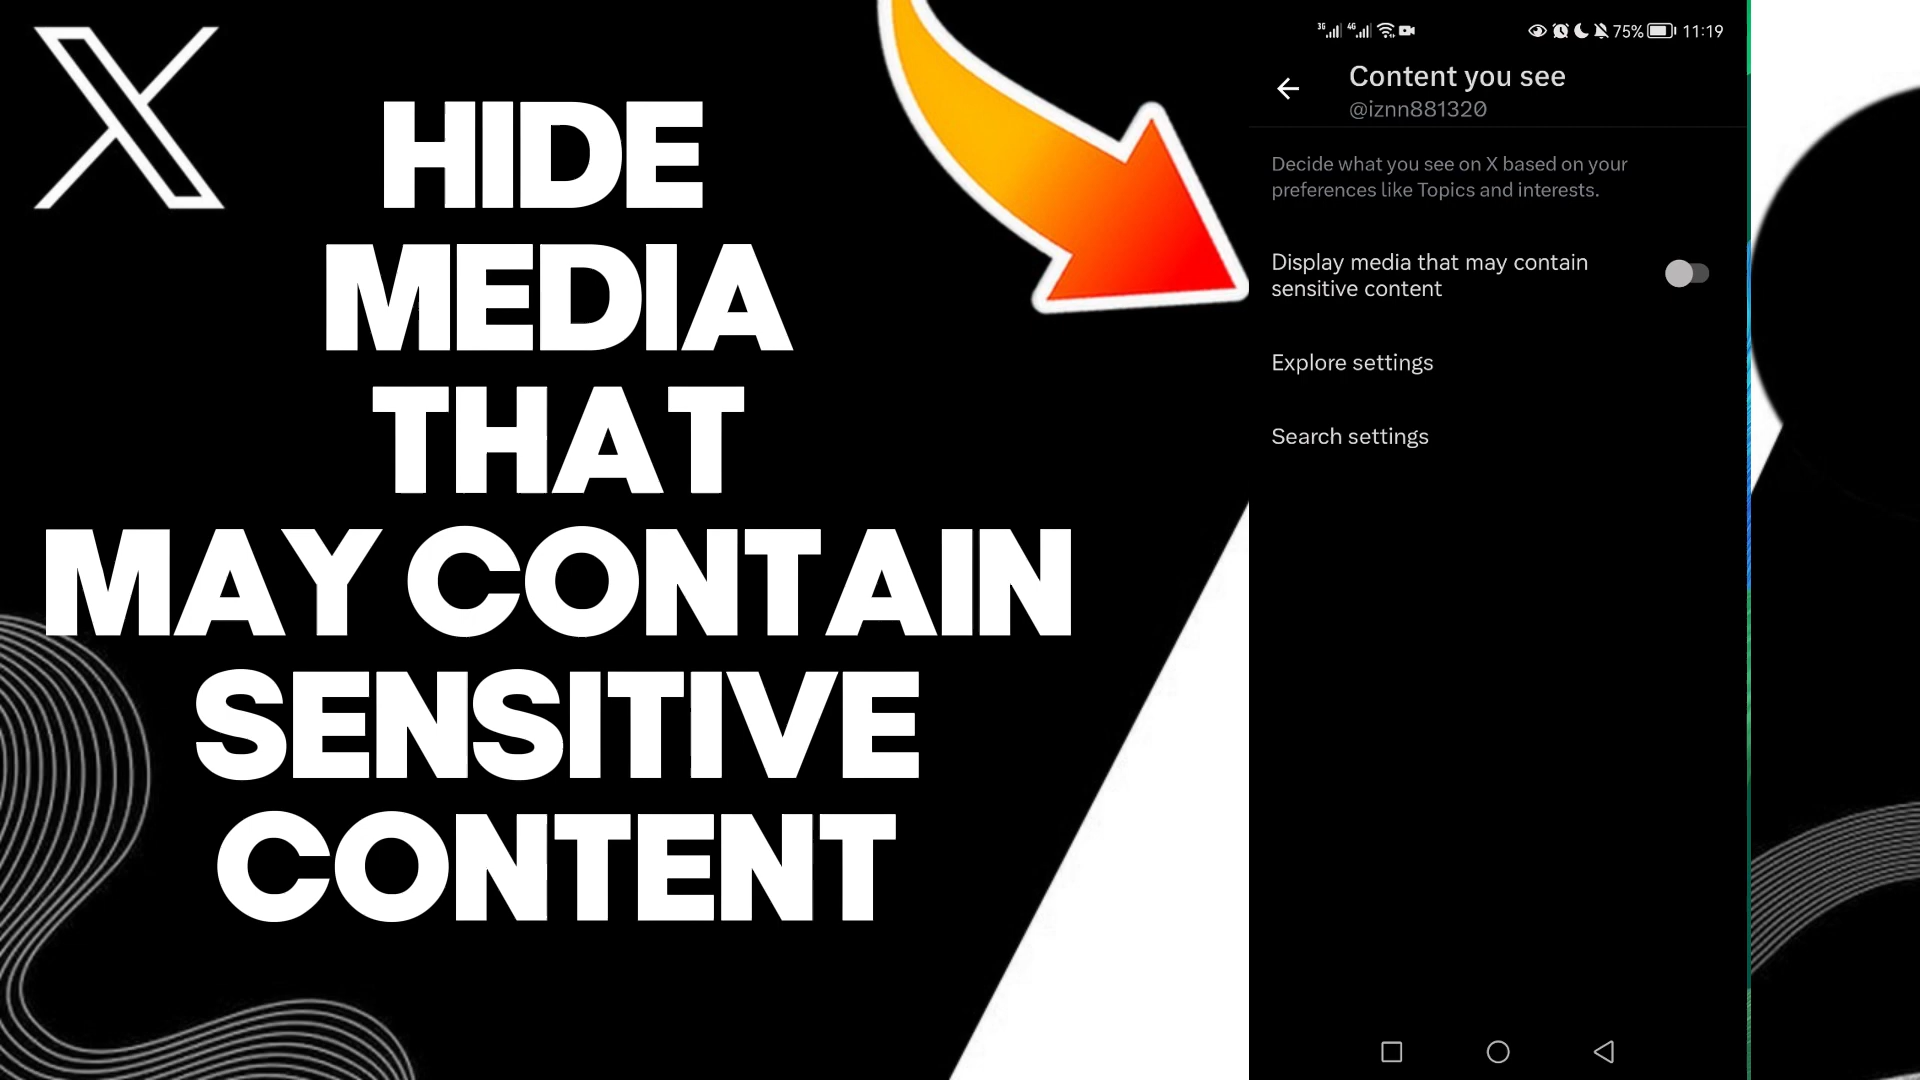 HIDE
MEDIA
THAT
MAY CONTAIN
SENSITIVE
CONTENT
3G 4G 75% 11:19
Content you see
@iznn881320
Decide what you see on X based on your
preferences like Topics and interests.
Display media that may contain
sensitive content
Explore settings
Search settings